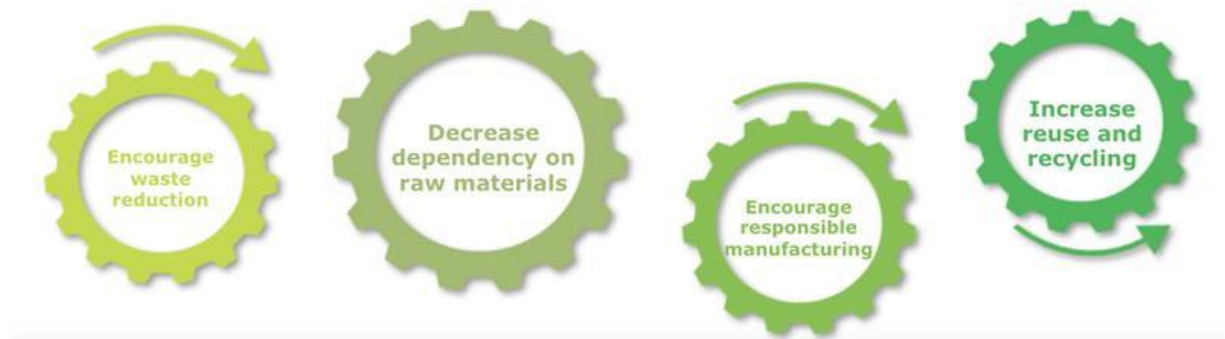 Encourage
waste
reduction
Decrease
dependency on
raw materials
Encourage
responsible
manufacturing
Increase
reuse and
recycling